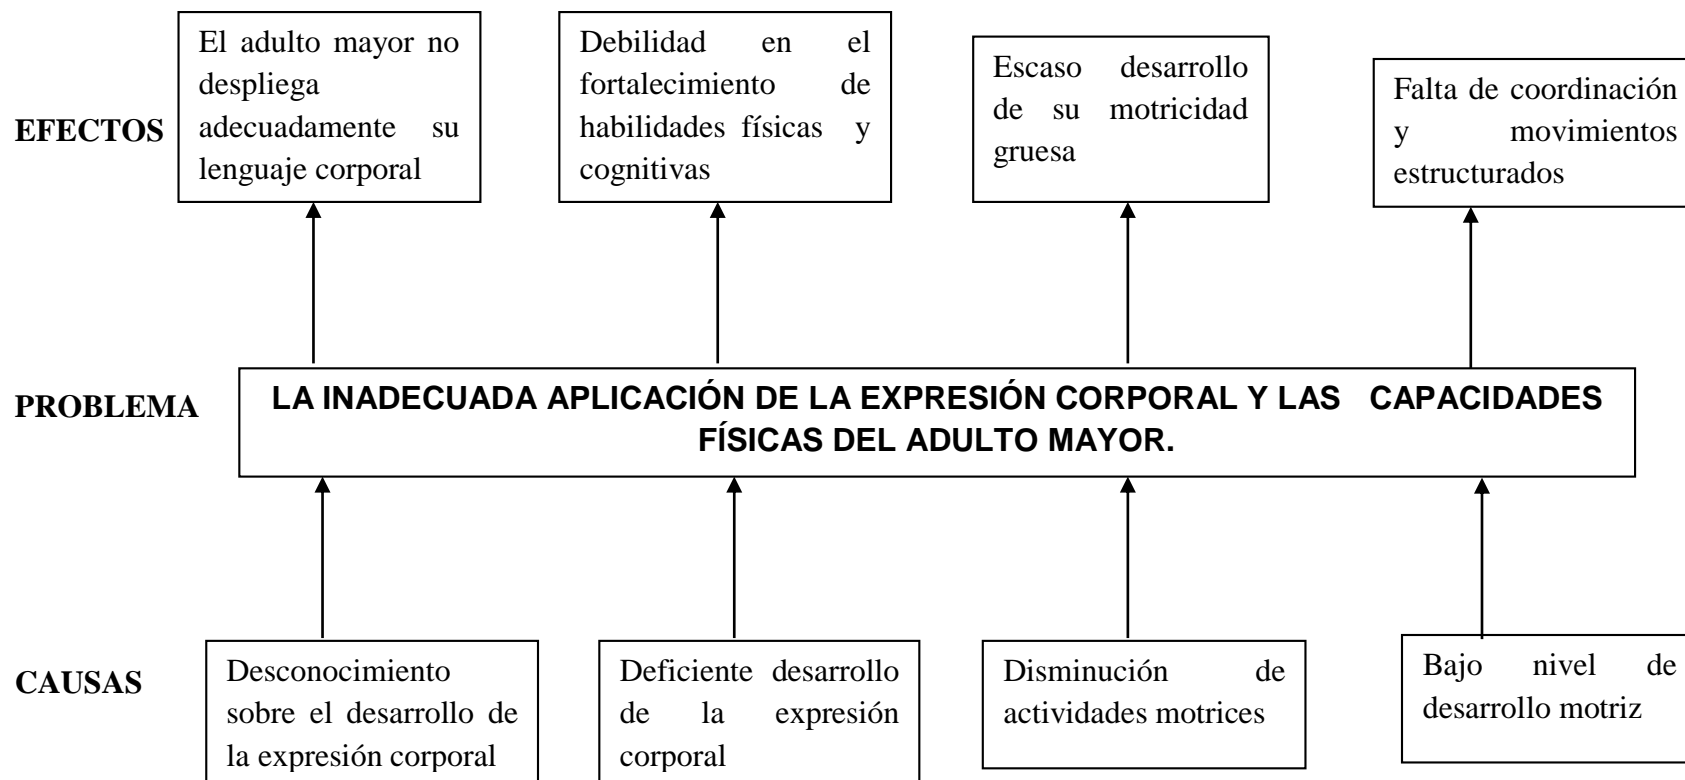 El adulto mayor no
despliega
adecuadamente su
lenguaje corporal
Debilidad en el
fortalecimiento de
habilidades físicas y
cognitivas
Escaso desarrollo
de su motricidad
gruesa
Falta de coordinación
y movimientos
estructurados
EFECTOS
PROBLEMA
LA INADECUADA APLICACIÓN DE LA EXPRESIÓN CORPORAL Y LAS CAPACIDADES
FÍSICAS DEL ADULTO MAYOR.
CAUSAS
Desconocimiento
sobre el desarrollo de
la expresión corporal
Deficiente desarrollo
de la expresión
corporal
Disminución de
actividades motrices
Bajo nivel de
desarrollo motriz